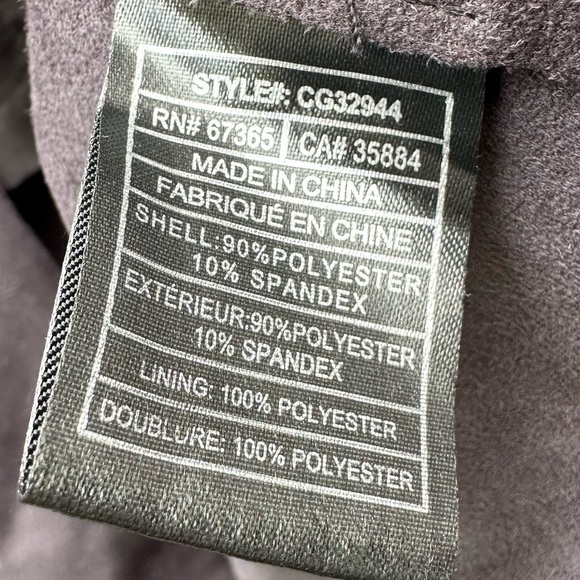 STYLE#: CG32944
RN# 67365 CA# 35884
MADE IN CHINA
FABRIQUÉ EN CHINE
SHELL:90%POLYESTER
10% SPANDEX
EXTÉRIEUR:90%POLYESTER
10% SPANDEX
LINING: 100% POLYESTER
DOUBLURE: 100% POLYESTER